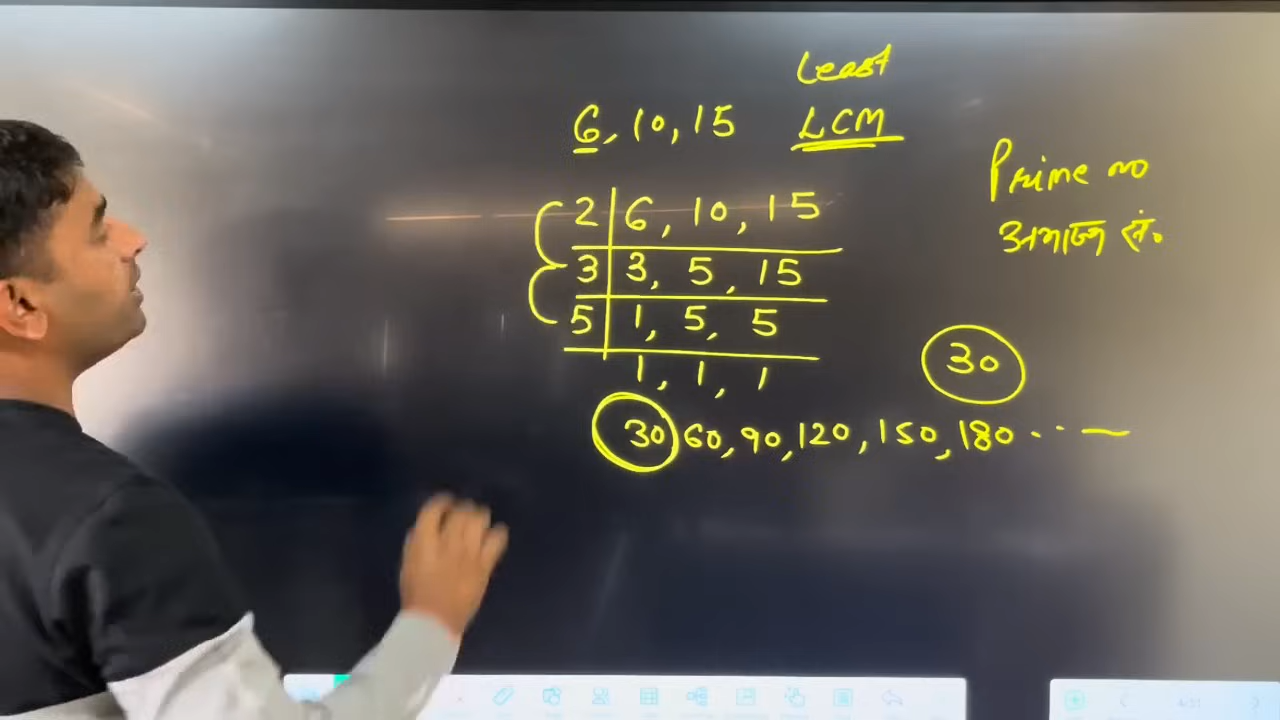 Least
6, 10, 15 LCM
Prime no
अभाज्य सं.
2 6, 10, 15
3 3, 5, 15
5 1, 5, 5
1, 1, 1
30
30 60, 90, 120, 150, 180 . . . —